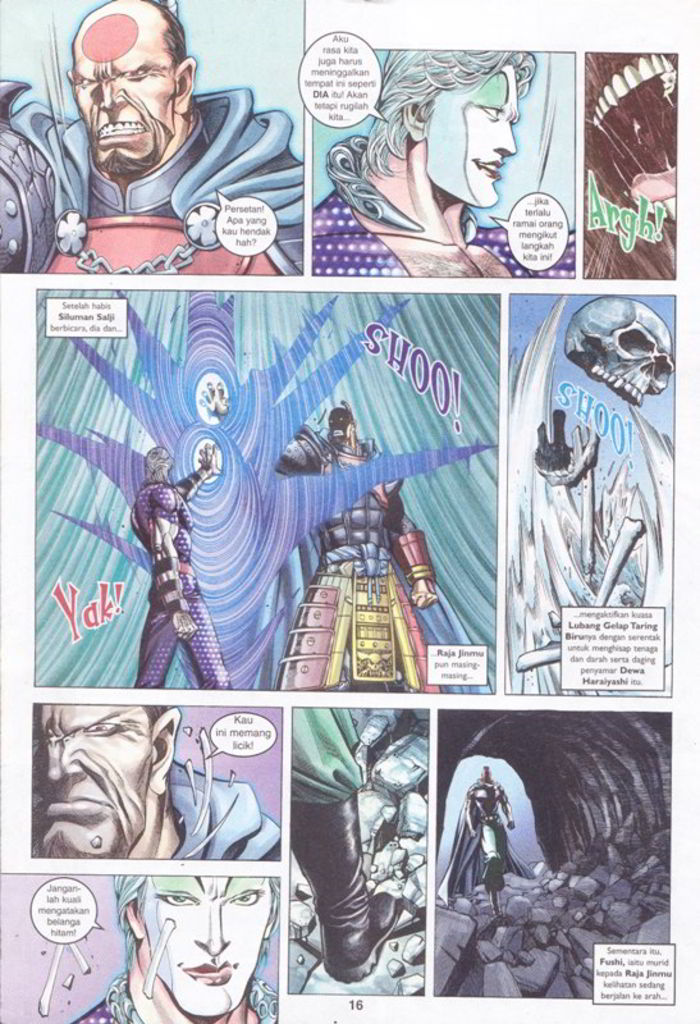 Persetan!
Apa yang
kau hendak
hah?
Aku
rasa kita
juga harus
meninggalkan
tempat ini seperti
DIA itu! Akan
tetapi rugilah
kita...
...jika
terlalu
ramai orang
mengikut
langkah
kita ini!
Argh!
Setelah habis
Siluman Salji
berbicara, dia dan...
SHOO!
Yak!
...Raja Jinmu
pun masing-
masing...
SHOO!
...mengaktifkan kuasa
Lubang Gelap Taring
Birunya dengan serentak
untuk menghisap tenaga
dan darah serta daging
penyamar Dewa
Haraiyashi itu.
Kau
ini memang
licik!
Jangan-
lah kau
mengatakan
belanga
hitam!
Sementara itu,
Fushi, iaitu murid
kepada Raja Jinmu
kelihatan sedang
berjalan ke arah...
16